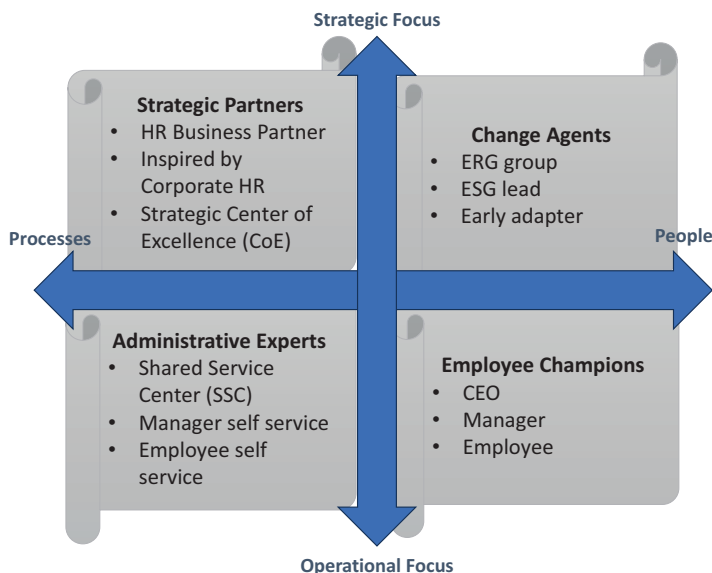 Strategic Focus
Strategic Partners
• HR Business Partner
• Inspired by
Corporate HR
• Strategic Center of
Excellence (CoE)
Change Agents
• ERG group
• ESG lead
• Early adapter
Processes
People
Administrative Experts
• Shared Service
Center (SSC)
• Manager self service
• Employee self
service
Employee Champions
• CEO
• Manager
• Employee
Operational Focus